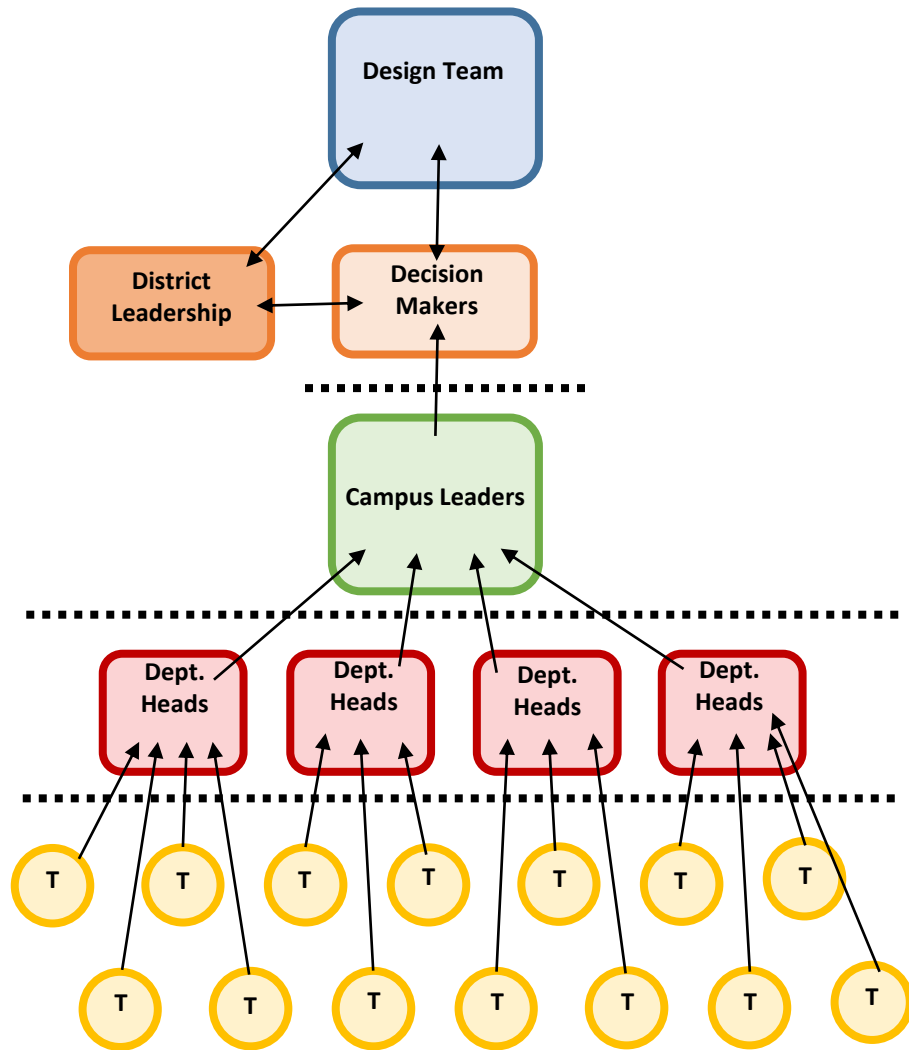 Design Team
District
Leadership
Decision
Makers
Campus Leaders
Dept.
Heads
Dept.
Heads
Dept.
Heads
Dept.
Heads
T
T
T
T
T
T
T
T
T
T
T
T
T
T